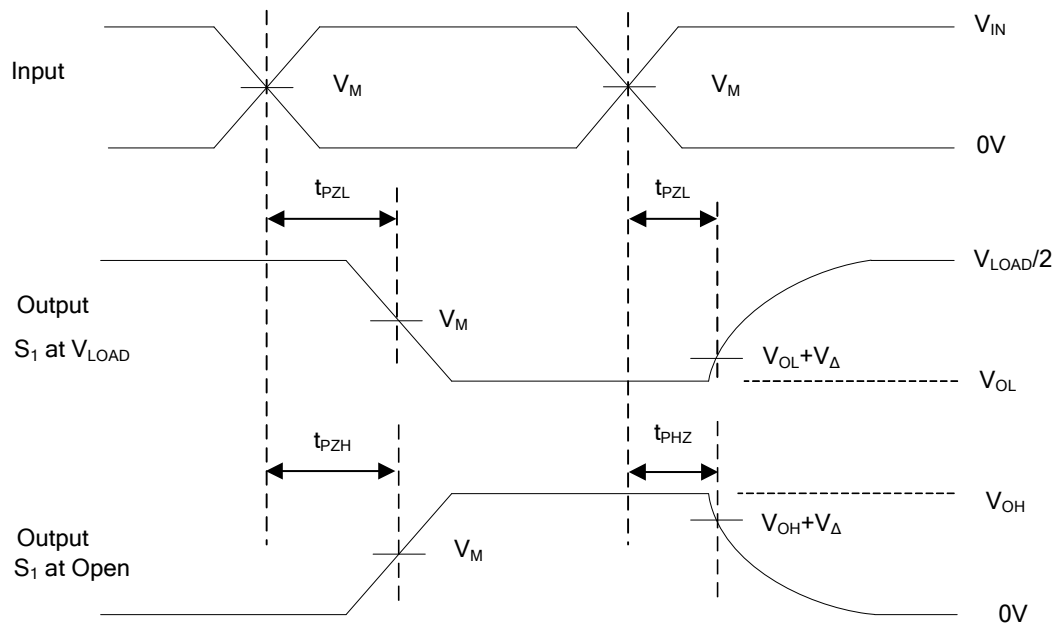 V_IN
Input
V_M V_M
0V
t_PZL t_PZL
V_LOAD/2
Output
V_M
S_1 at V_LOAD
V_OL+V_Δ
V_OL
t_PZH t_PHZ
V_OH
V_OH+V_Δ
Output
V_M
S_1 at Open
0V